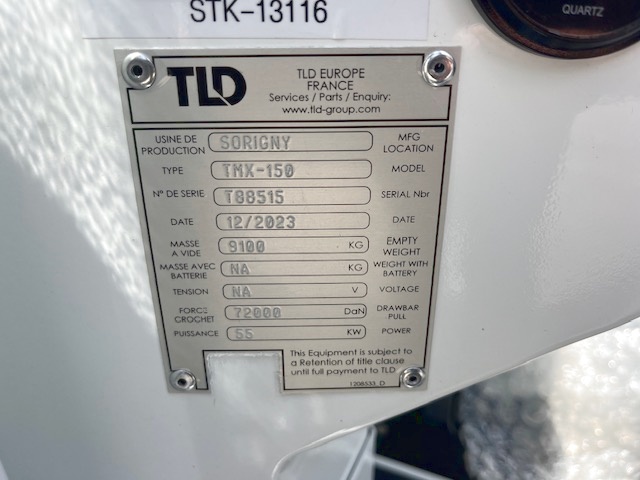 STK-13116
QUARTZ
TLD
TLD EUROPE
FRANCE
Services / Parts / Enquiry:
www.tld-group.com
USINE DE PRODUCTION SORIGNY MFG LOCATION
TYPE TMX-150 MODEL
N° DE SERIE T88515 SERIAL Nbr
DATE 12/2023 DATE
MASSE A VIDE 9100 KG EMPTY WEIGHT
MASSE AVEC BATTERIE NA KG WEIGHT WITH BATTERY
TENSION NA V VOLTAGE
FORCE CROCHET 72000 DaN DRAWBAR PULL
PUISSANCE 55 KW POWER
This Equipment is subject to
a Retention of title clause
until full payment to TLD
1208533_D